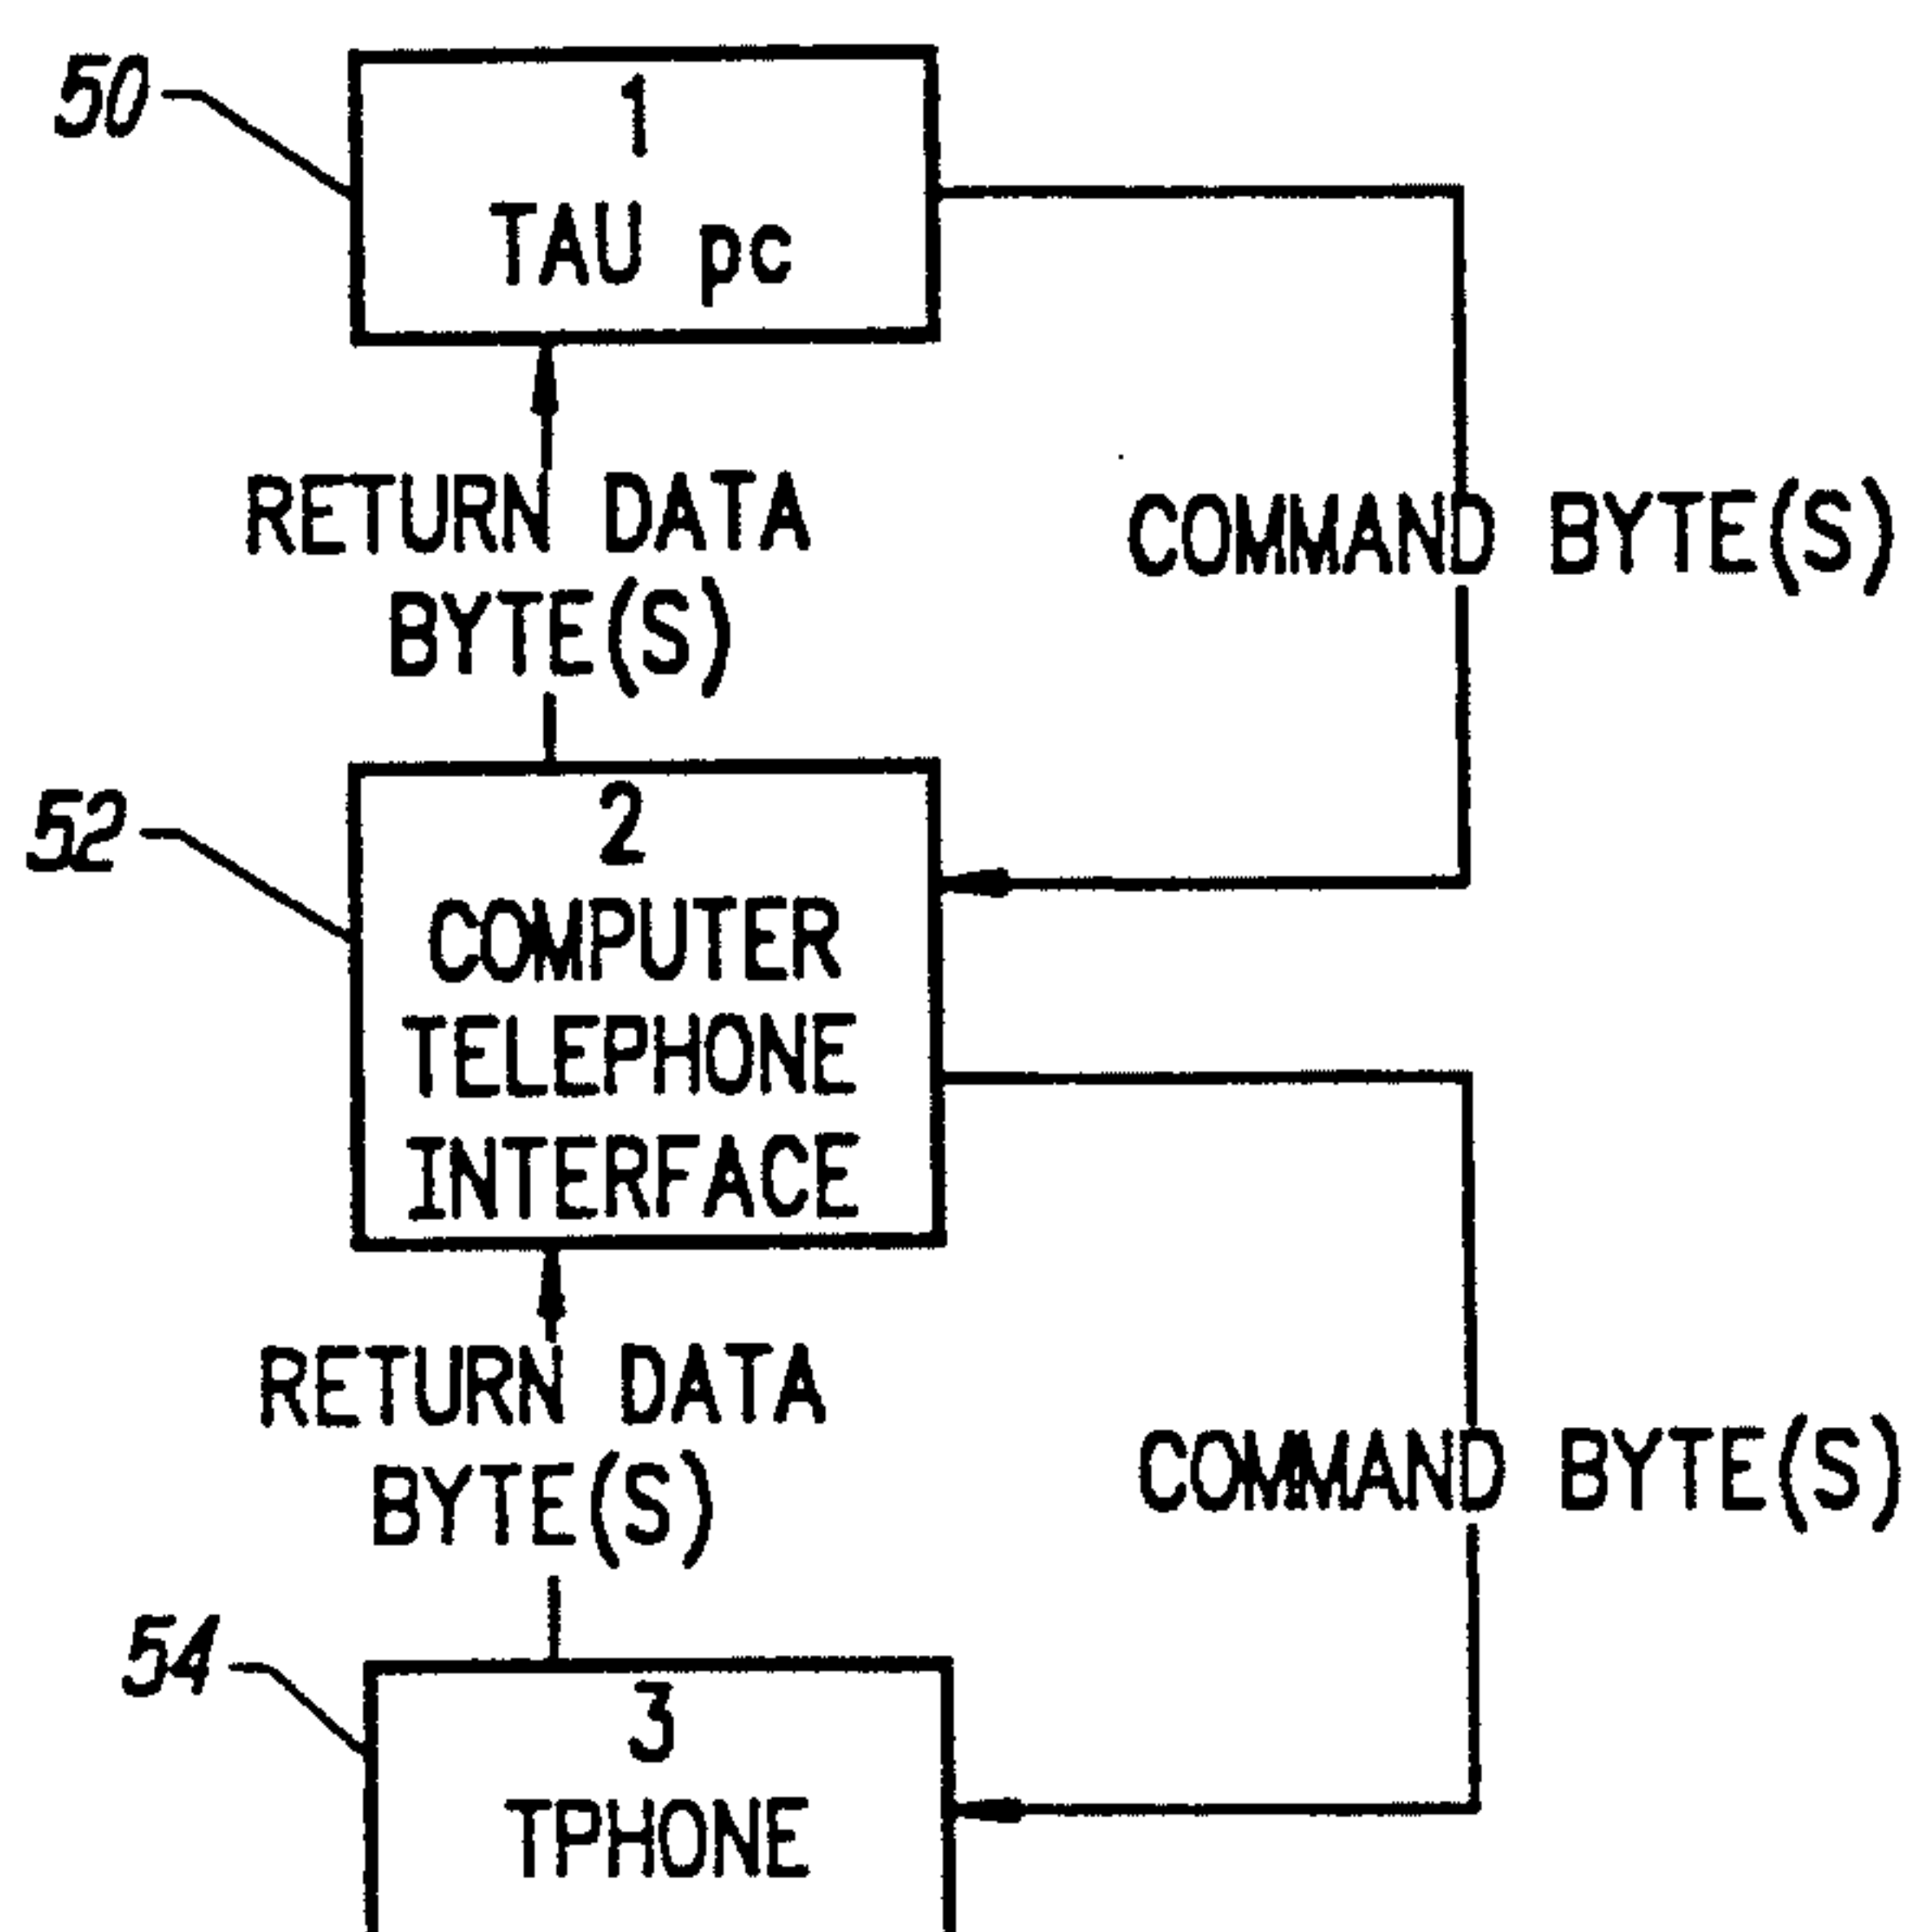 50
1
TAU pc
RETURN DATA
BYTE(S)
COMMAND BYTE(S)
52
2
COMPUTER
TELEPHONE
INTERFACE
RETURN DATA
BYTE(S)
COMMAND BYTE(S)
54
3
TPHONE